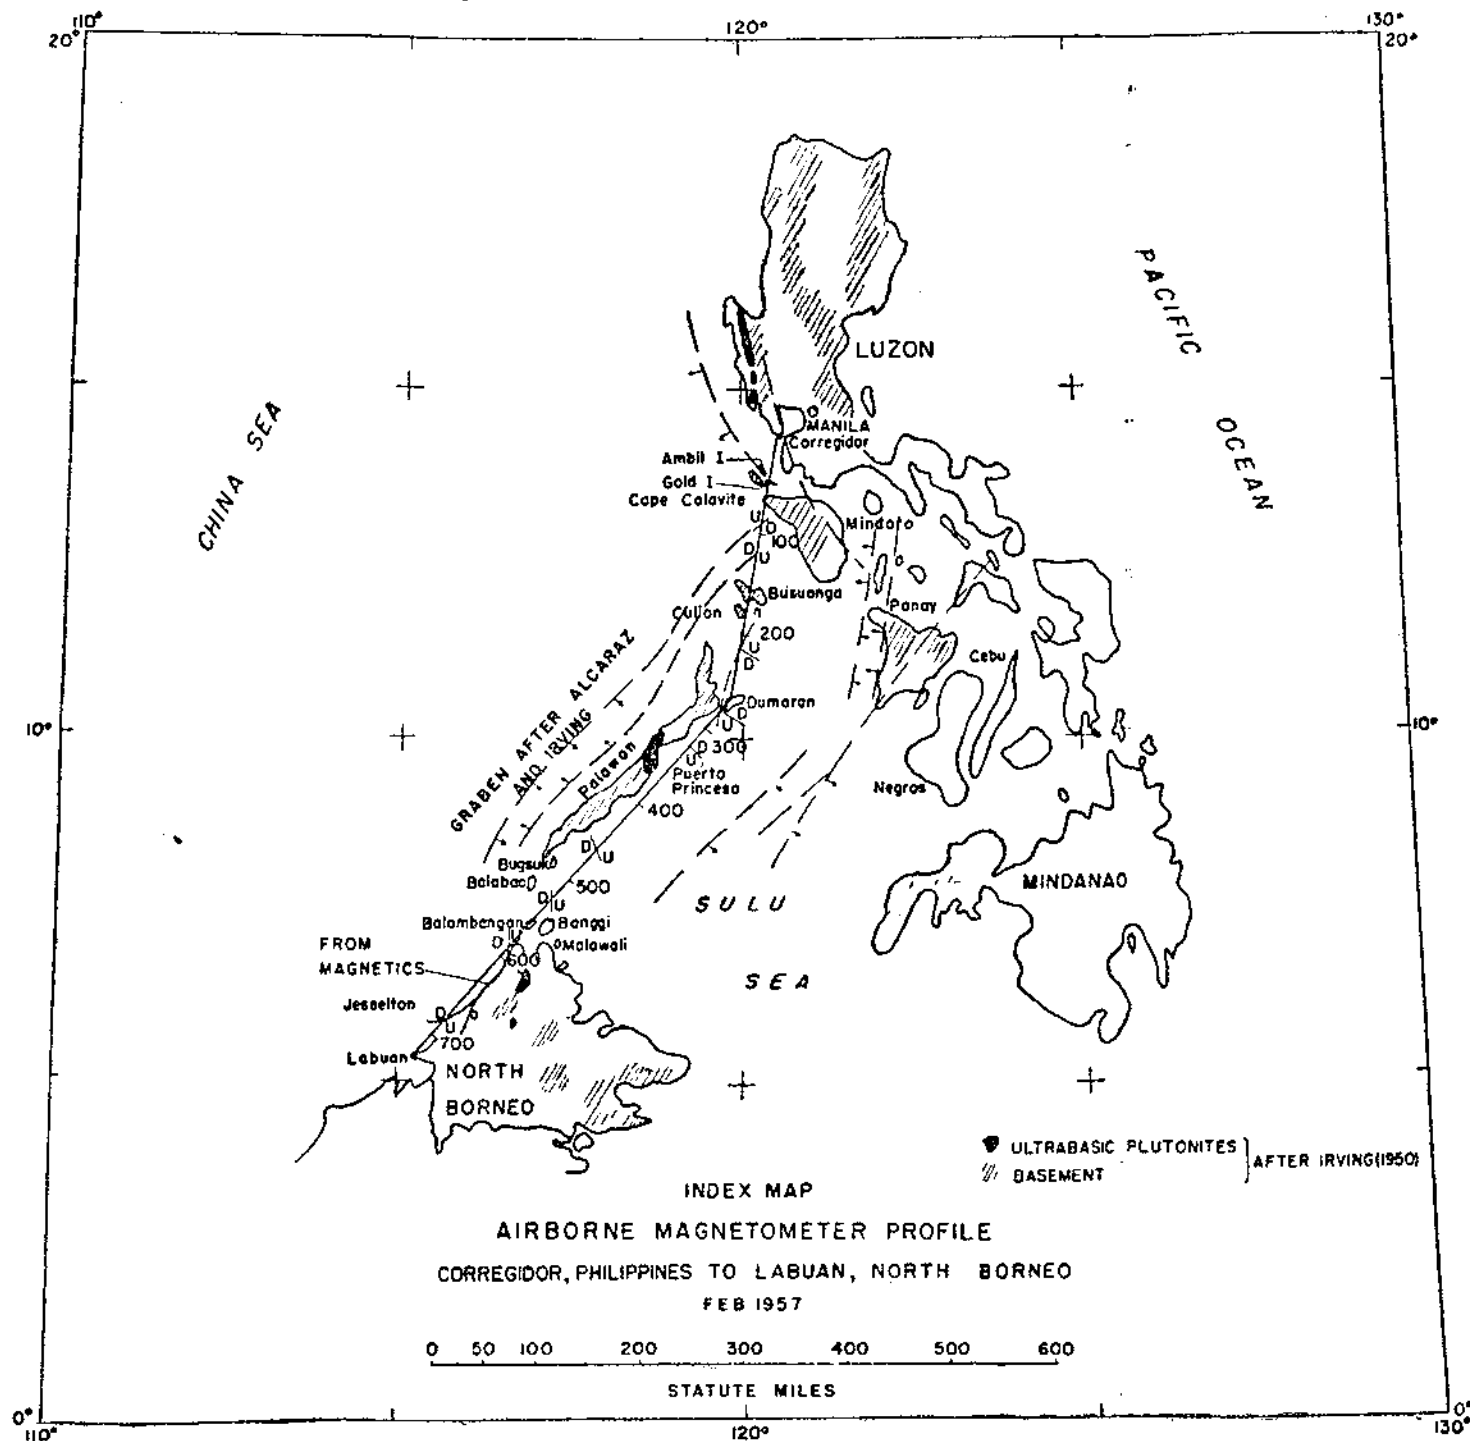 110°
120°
130°
20°
20°
PACIFIC
OCEAN
CHINA SEA
LUZON
MANILA
Corregidor
Ambil I
Gold I
Cape Calavite
Mindoro
U
D
100
D
U
Busuanga
Culion
Panay
200
U
D
Cebu
GRABEN AFTER ALCARAZ
AND IRVING
Dumaran
D
U
10°
10°
D
300
U
Palawan
Puerto
Princesa
Negros
400
D
U
Bugsuk
Balabac
500
MINDANAO
D
U
SULU
Balambangan
Banggi
D
U
Malawali
FROM
MAGNETICS
600
SEA
Jesselton
D
U
700
Labuan
NORTH
BORNEO
ULTRABASIC PLUTONITES
BASEMENT
AFTER IRVING(1950)
INDEX MAP
AIRBORNE MAGNETOMETER PROFILE
CORREGIDOR, PHILIPPINES TO LABUAN, NORTH BORNEO
FEB 1957
0 50 100 200 300 400 500 600
STATUTE MILES
0°
0°
110°
120°
130°